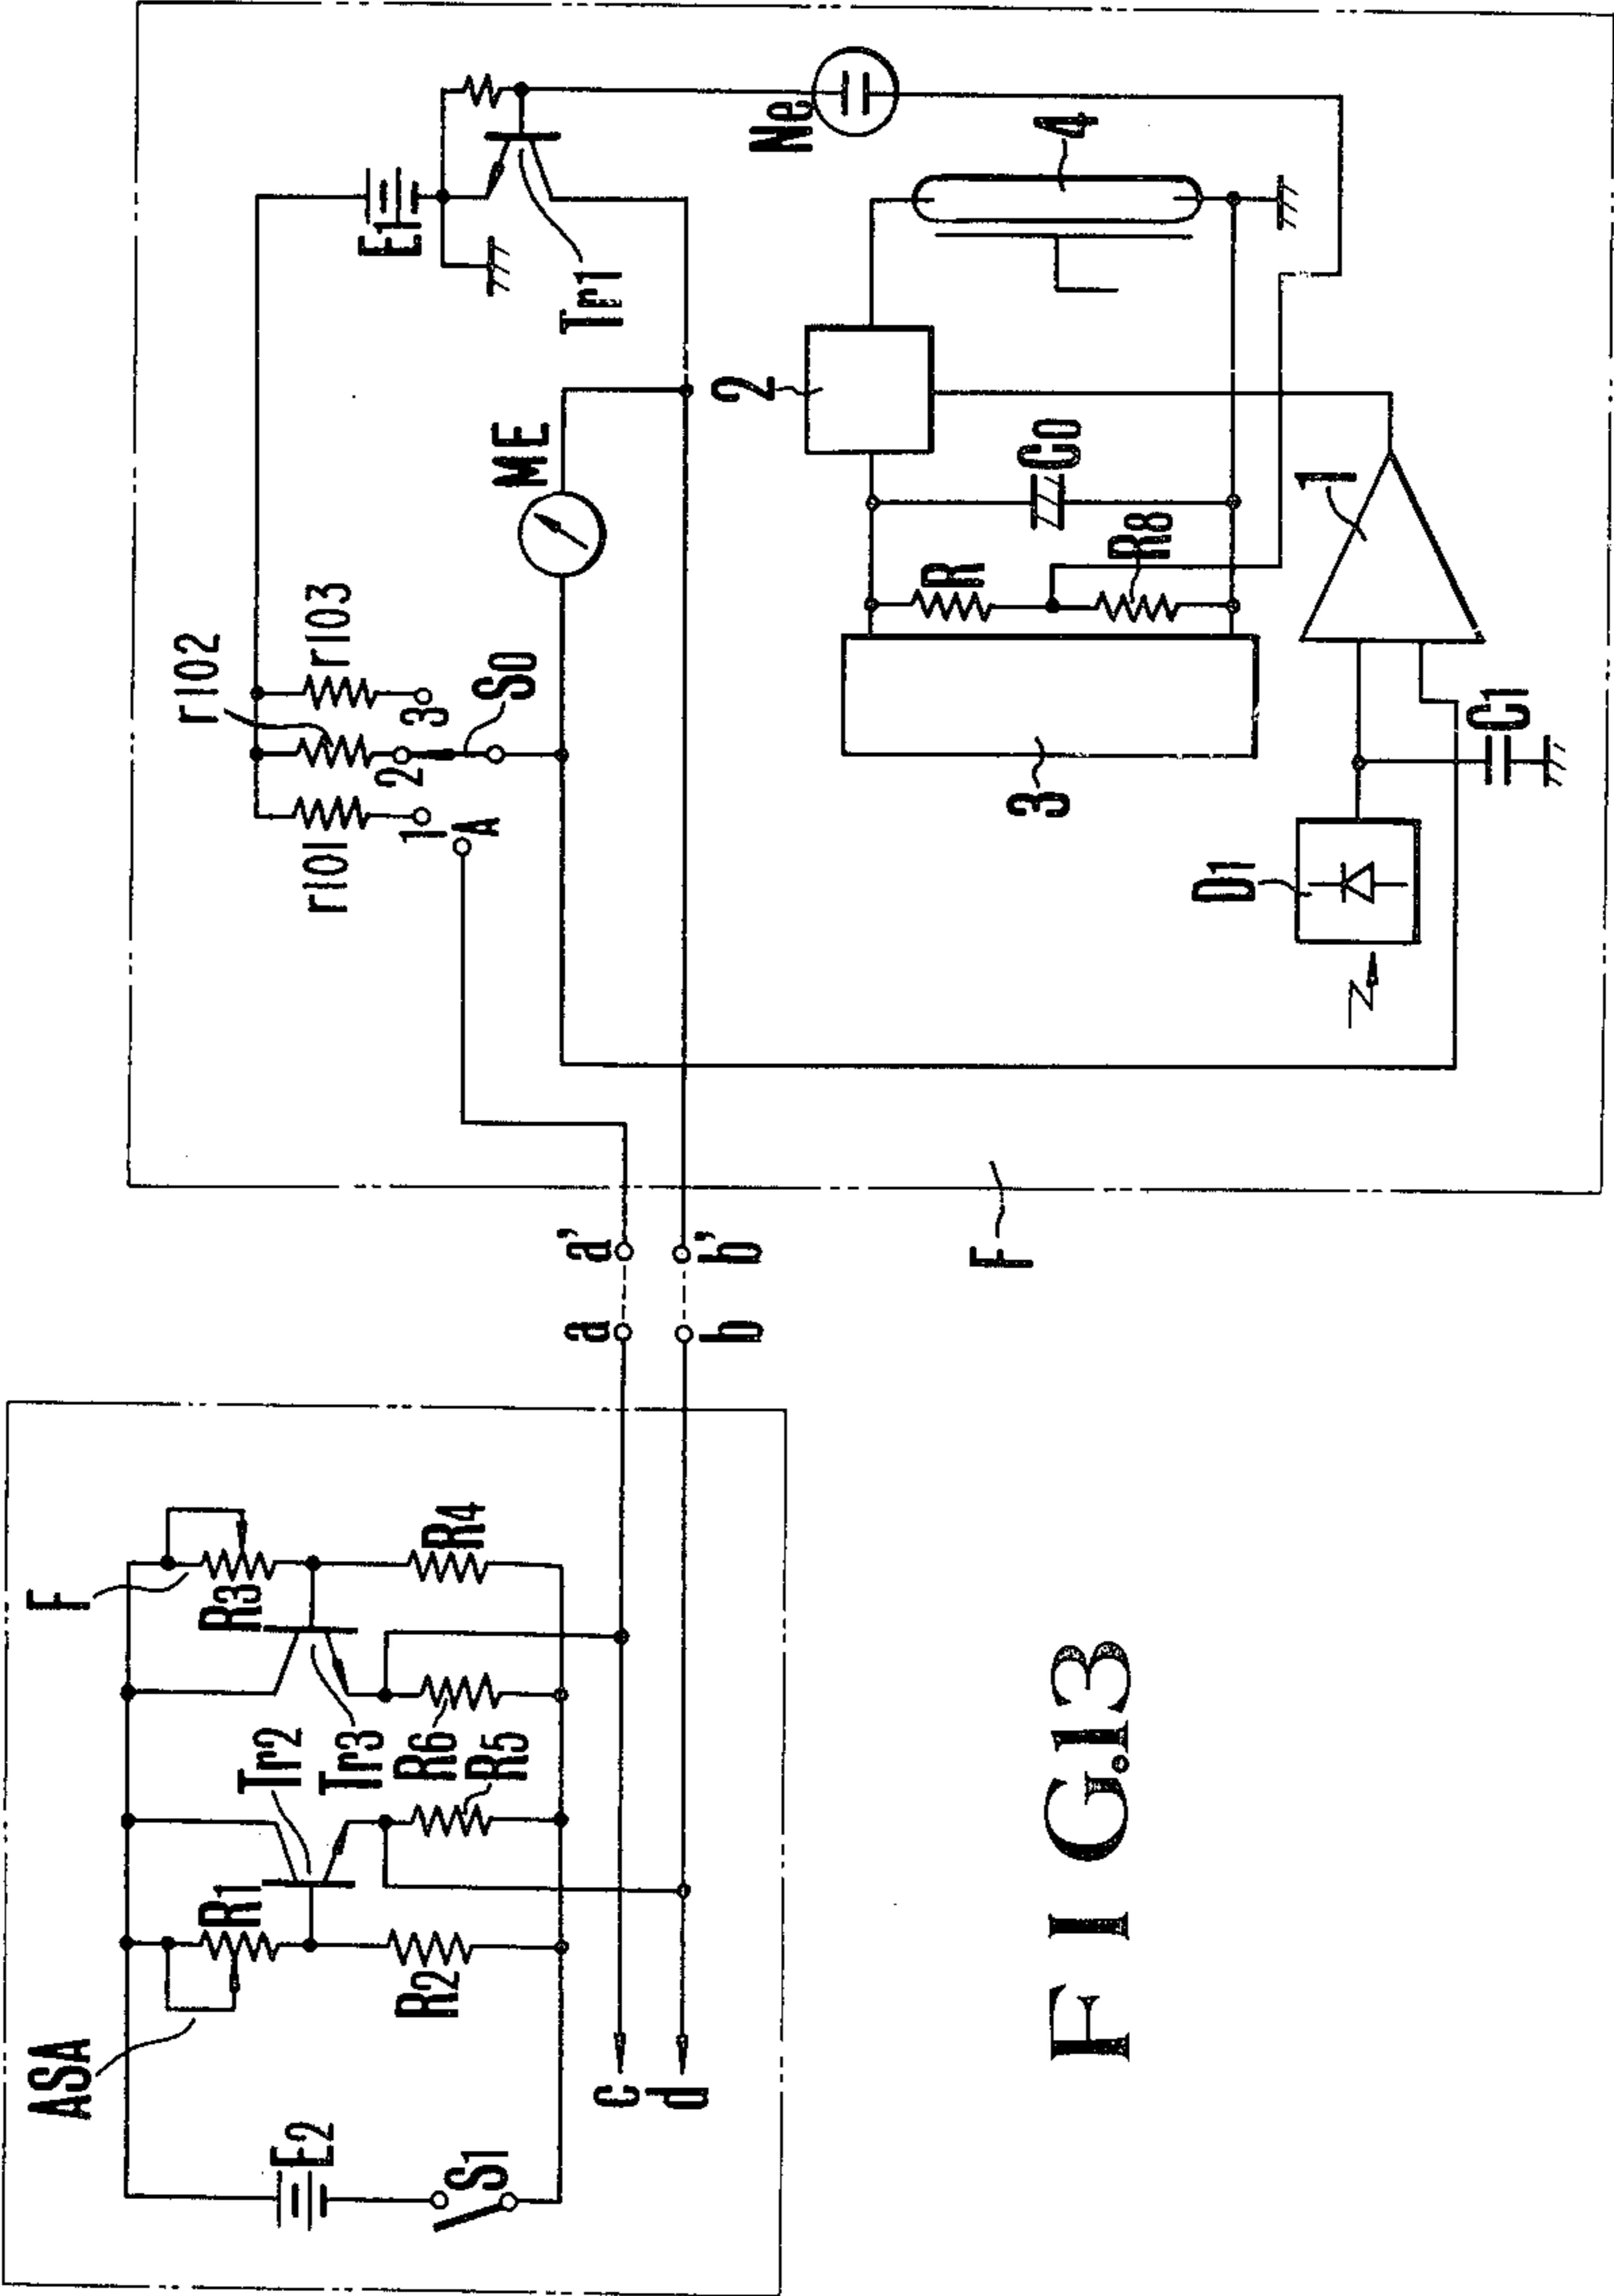 ASA
F
R1
R3
Tr2
Tr3
R2
R6
R5
R4
E2
S1
c
d
a
a'
b
b'
F
r101
r102
r103
1
2
3
A
S0
ME
E1
Tr1
Ne
2
4
C0
R
R8
3
1
D1
C1
FIG.13